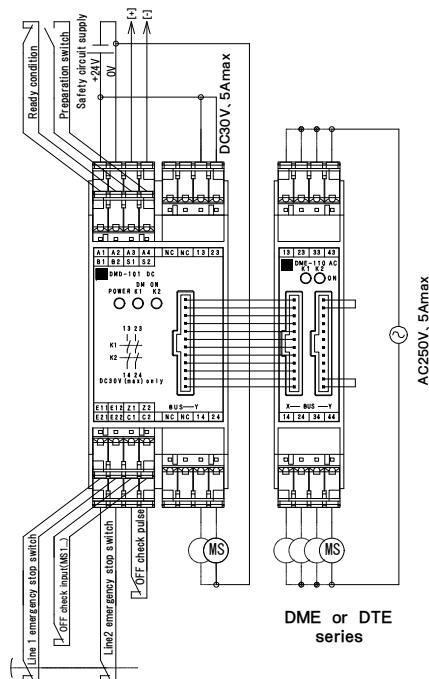 Ready condition
Preparation switch
Safety circuit supply
+24V
0V
[+]
[-]
DC30V、5Amax
A1 A2 A3 A4
B1 B2 S1 S2
NC NC 13 23
DMD-101 DC
DM ON
POWER K1 K2
13 23
K1
K2
14 24
DC30V(max)only
E11 E12 Z1 Z2
E21 E22 C1 C2
BUS—Y
NC NC 14 24
13 23 33 43
DME-110 AC
K1 K2
ON
X— BUS —Y
14 24 34 44
AC250V、5Amax
MS
MS
Line 1 emergency stop switch
OFF check input(MS1…)
Line2 emergency stop switch
OFF check pulse
DME or DTE
series